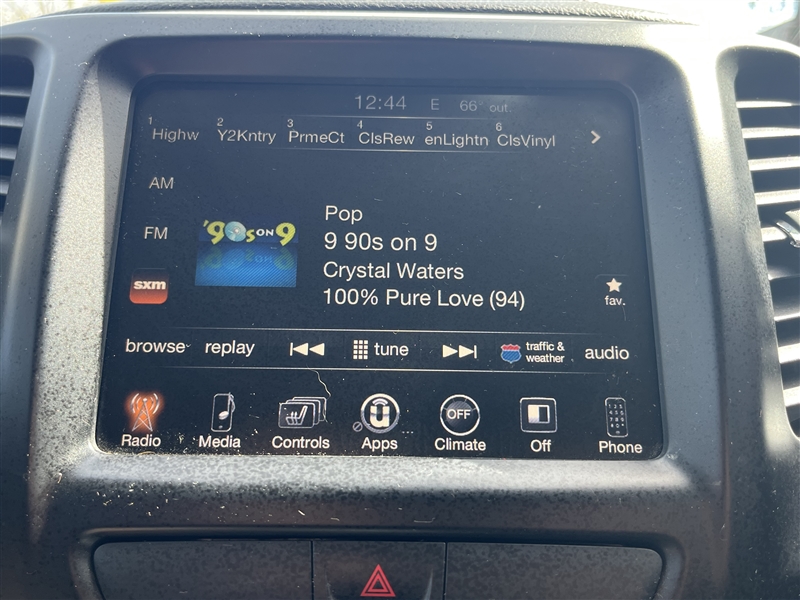 12:44 E 66° out.
1 Highw 2 Y2Kntry 3 PrmeCt 4 ClsRew 5 enLightn 6 ClsVinyl
AM
FM
sxm
'90s ON 9
Pop
9 90s on 9
Crystal Waters
100% Pure Love (94)
fav.
browse replay tune traffic & weather audio
OFF
Radio Media Controls Apps Climate Off Phone